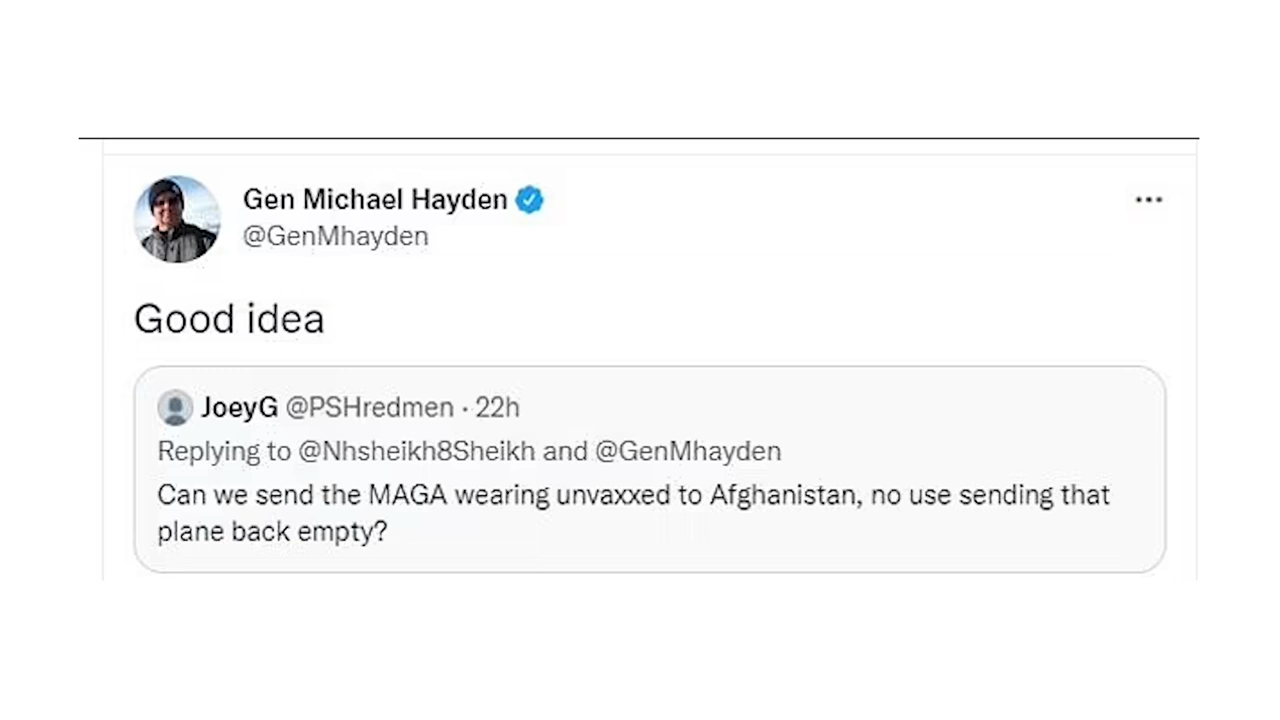 Gen Michael Hayden
@GenMhayden
Good idea
JoeyG @PSHredmen · 22h
Replying to @Nhsheikh8Sheikh and @GenMhayden
Can we send the MAGA wearing unvaxxed to Afghanistan, no use sending that
plane back empty?